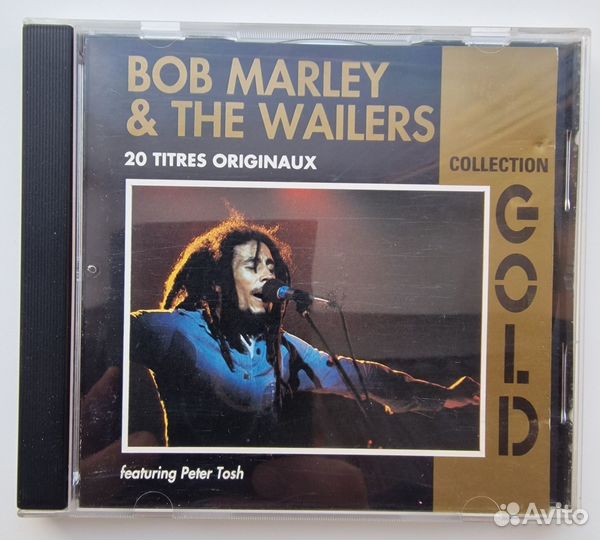 BOB MARLEY
& THE WAILERS
20 TITRES ORIGINAUX
COLLECTION
GOLD
featuring Peter Tosh
Avito